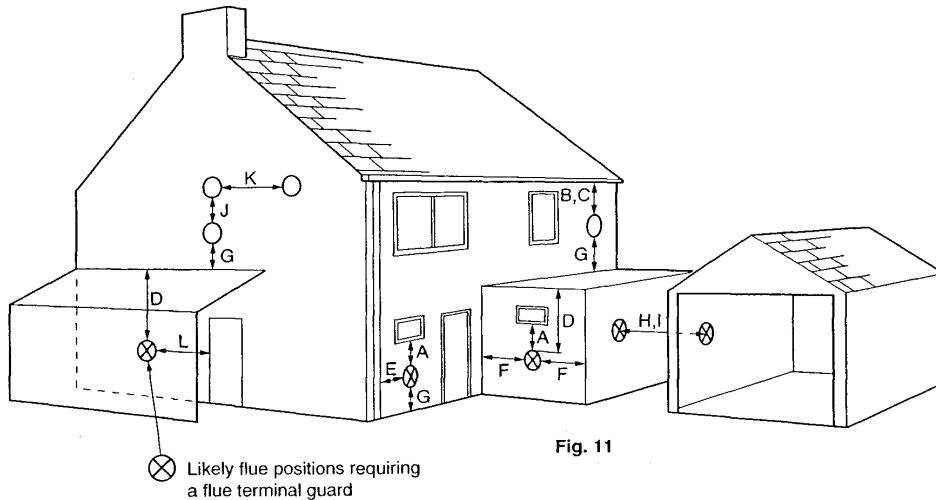 K
J
B,C
G
G
D
D
H,I
L
A
A
E
F
F
G
Fig. 11
Likely flue positions requiring
a flue terminal guard